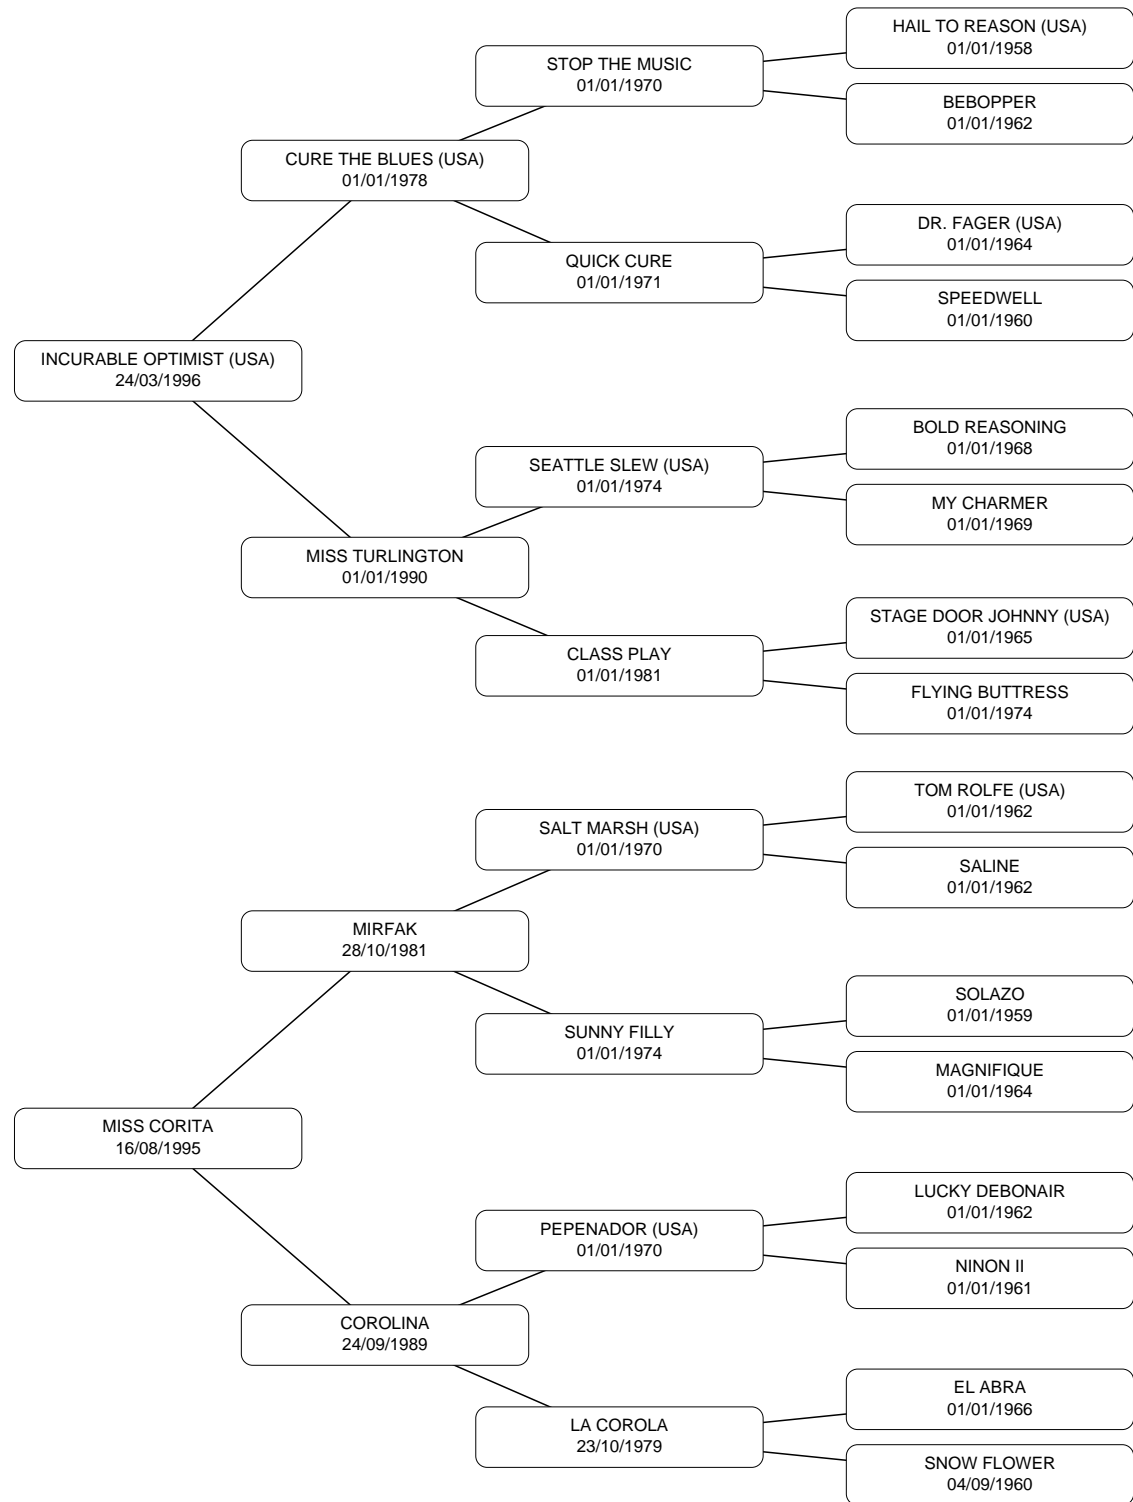 HAIL TO REASON (USA)
01/01/1958
STOP THE MUSIC
01/01/1970
BEBOPPER
01/01/1962
CURE THE BLUES (USA)
01/01/1978
DR. FAGER (USA)
01/01/1964
QUICK CURE
01/01/1971
SPEEDWELL
01/01/1960
INCURABLE OPTIMIST (USA)
24/03/1996
BOLD REASONING
01/01/1968
SEATTLE SLEW (USA)
01/01/1974
MY CHARMER
01/01/1969
MISS TURLINGTON
01/01/1990
STAGE DOOR JOHNNY (USA)
01/01/1965
CLASS PLAY
01/01/1981
FLYING BUTTRESS
01/01/1974
TOM ROLFE (USA)
01/01/1962
SALT MARSH (USA)
01/01/1970
SALINE
01/01/1962
MIRFAK
28/10/1981
SOLAZO
01/01/1959
SUNNY FILLY
01/01/1974
MAGNIFIQUE
01/01/1964
MISS CORITA
16/08/1995
LUCKY DEBONAIR
01/01/1962
PEPENADOR (USA)
01/01/1970
NINON II
01/01/1961
COROLINA
24/09/1989
EL ABRA
01/01/1966
LA COROLA
23/10/1979
SNOW FLOWER
04/09/1960